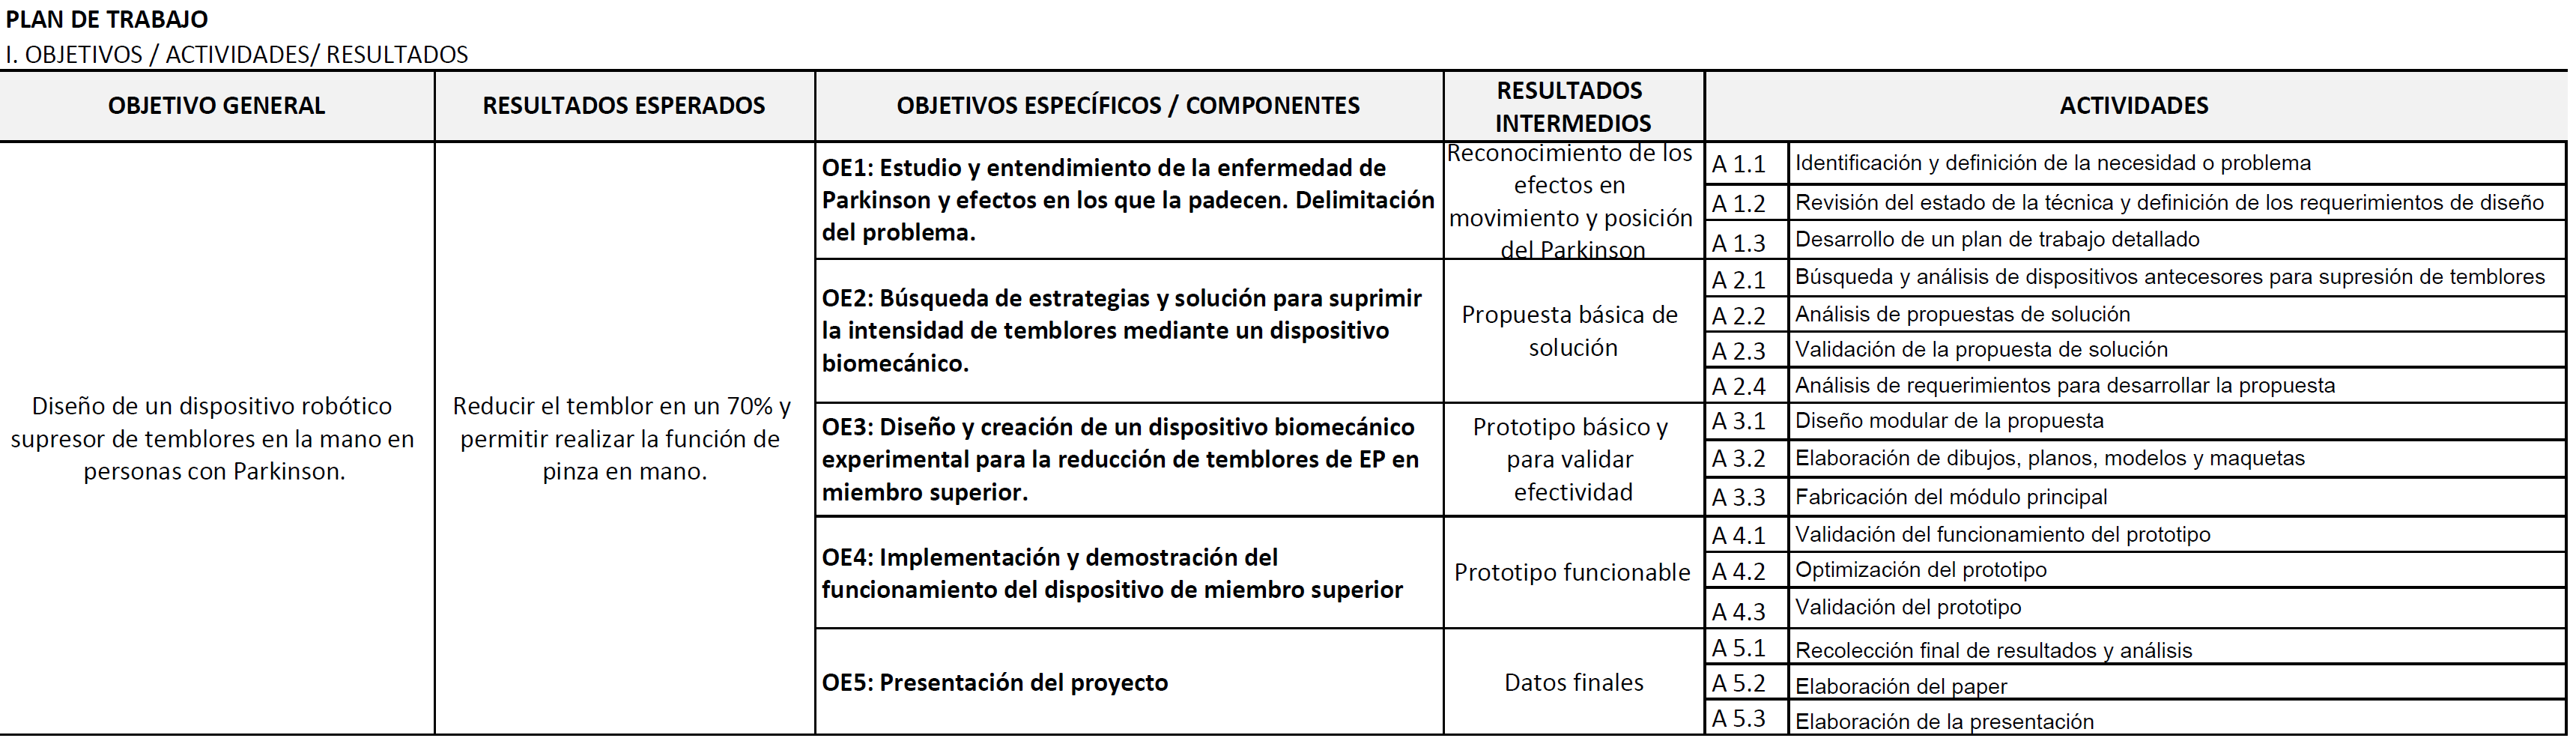 PLAN DE TRABAJO
I. OBJETIVOS / ACTIVIDADES/ RESULTADOS
OBJETIVO GENERAL
RESULTADOS ESPERADOS
OBJETIVOS ESPECÍFICOS / COMPONENTES
RESULTADOS
INTERMEDIOS
ACTIVIDADES
Diseño de un dispositivo robótico
supresor de temblores en la mano en
personas con Parkinson.
Reducir el temblor en un 70% y
permitir realizar la función de
pinza en mano.
OE1: Estudio y entendimiento de la enfermedad de
Parkinson y efectos en los que la padecen. Delimitación
del problema.
Reconocimiento de los
efectos en
movimiento y posición
del Parkinson
A 1.1 Identificación y definición de la necesidad o problema
A 1.2 Revisión del estado de la técnica y definición de los requerimientos de diseño
A 1.3 Desarrollo de un plan de trabajo detallado
OE2: Búsqueda de estrategias y solución para suprimir
la intensidad de temblores mediante un dispositivo
biomecánico.
Propuesta básica de
solución
A 2.1 Búsqueda y análisis de dispositivos antecesores para supresión de temblores
A 2.2 Análisis de propuestas de solución
A 2.3 Validación de la propuesta de solución
A 2.4 Análisis de requerimientos para desarrollar la propuesta
OE3: Diseño y creación de un dispositivo biomecánico
experimental para la reducción de temblores de EP en
miembro superior.
Prototipo básico y
para validar
efectividad
A 3.1 Diseño modular de la propuesta
A 3.2 Elaboración de dibujos, planos, modelos y maquetas
A 3.3 Fabricación del módulo principal
OE4: Implementación y demostración del
funcionamiento del dispositivo de miembro superior
Prototipo funcionable
A 4.1 Validación del funcionamiento del prototipo
A 4.2 Optimización del prototipo
A 4.3 Validación del prototipo
OE5: Presentación del proyecto
Datos finales
A 5.1 Recolección final de resultados y análisis
A 5.2 Elaboración del paper
A 5.3 Elaboración de la presentación